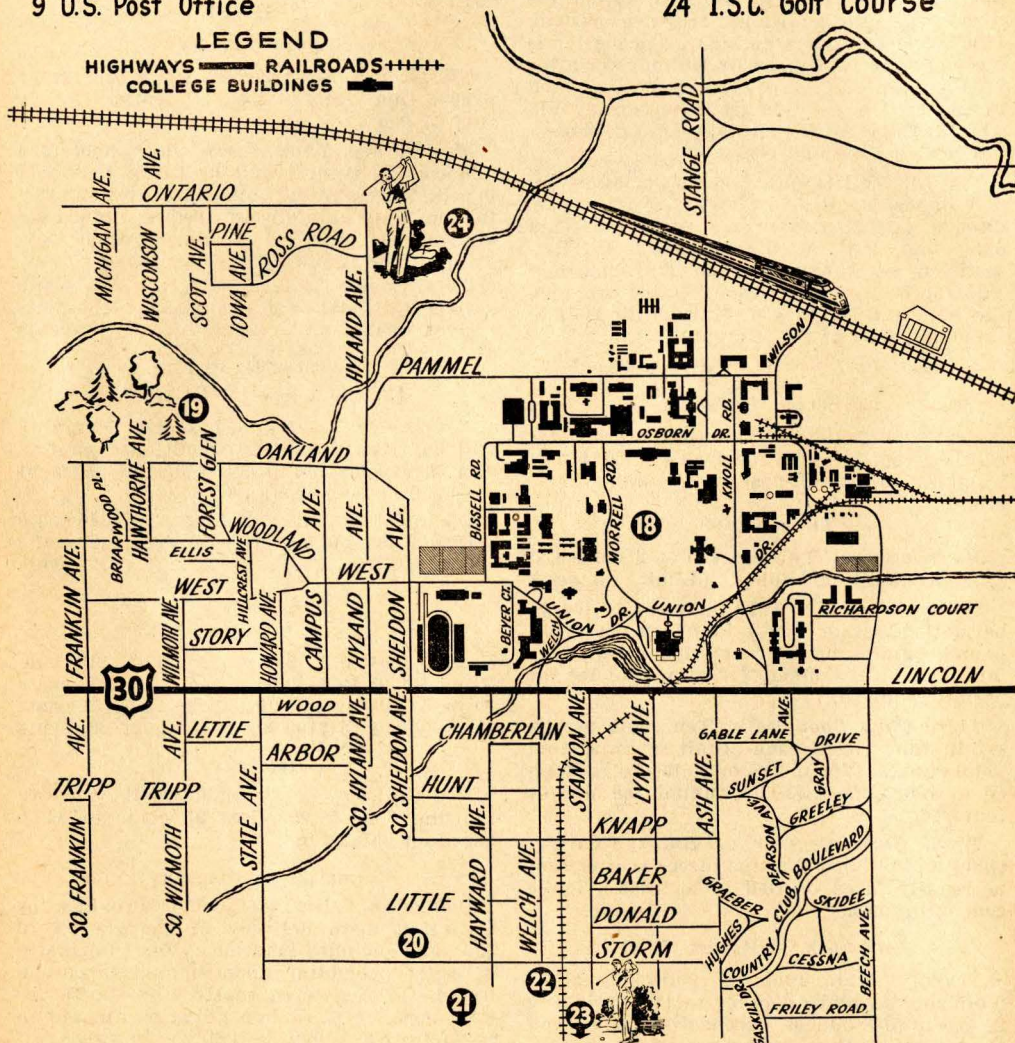 9 U.S. Post Office
24 I.S.C. Golf Course
LEGEND
HIGHWAYS RAILROADS
COLLEGE BUILDINGS
STANGE ROAD
MICHIGAN AVE.
WISCONSIN AVE.
ONTARIO
SCOTT AVE.
PINE
IOWA AVE.
ROSS ROAD
HYLAND AVE.
24
PAMMEL
WILSON
19
OSBORN DR.
KNOLL RD.
OAKLAND
BISSELL RD.
MORRELL RD.
18
BRIARWOOD PL.
HAWTHORNE AVE.
FOREST GLEN
WOODLAND
ELLIS
WEST
WEST
FRANKLIN AVE.
WILMOTH AVE.
HILLCREST AVE
STORY
HOWARD AVE.
CAMPUS AVE.
HYLAND AVE.
SHELDON AVE.
BEYER CT.
WELCH
UNION DR.
UNION DR.
RICHARDSON COURT
LINCOLN
30
WOOD
LETTIE
ARBOR
CHAMBERLAIN
HUNT
TRIPP
TRIPP
SO. FRANKLIN AVE.
SO. WILMOTH AVE.
STATE AVE.
SO. HYLAND AVE.
SO. SHELDON AVE.
STANTON AVE.
LYNN AVE.
ASH AVE.
GABLE LANE
AVE.
DRIVE
SUNSET
GRAY
GREELEY
PEARSON AVE.
KNAPP
BAKER
DONALD
STORM
LITTLE
HAYWARD AVE.
WELCH AVE.
GRAEBER
HUGHES
COUNTRY CLUB BOULEVARD
SKIDEE
CESSNA
BEECH AVE.
GASKILL DR.
FRILEY ROAD
20
21
22
23